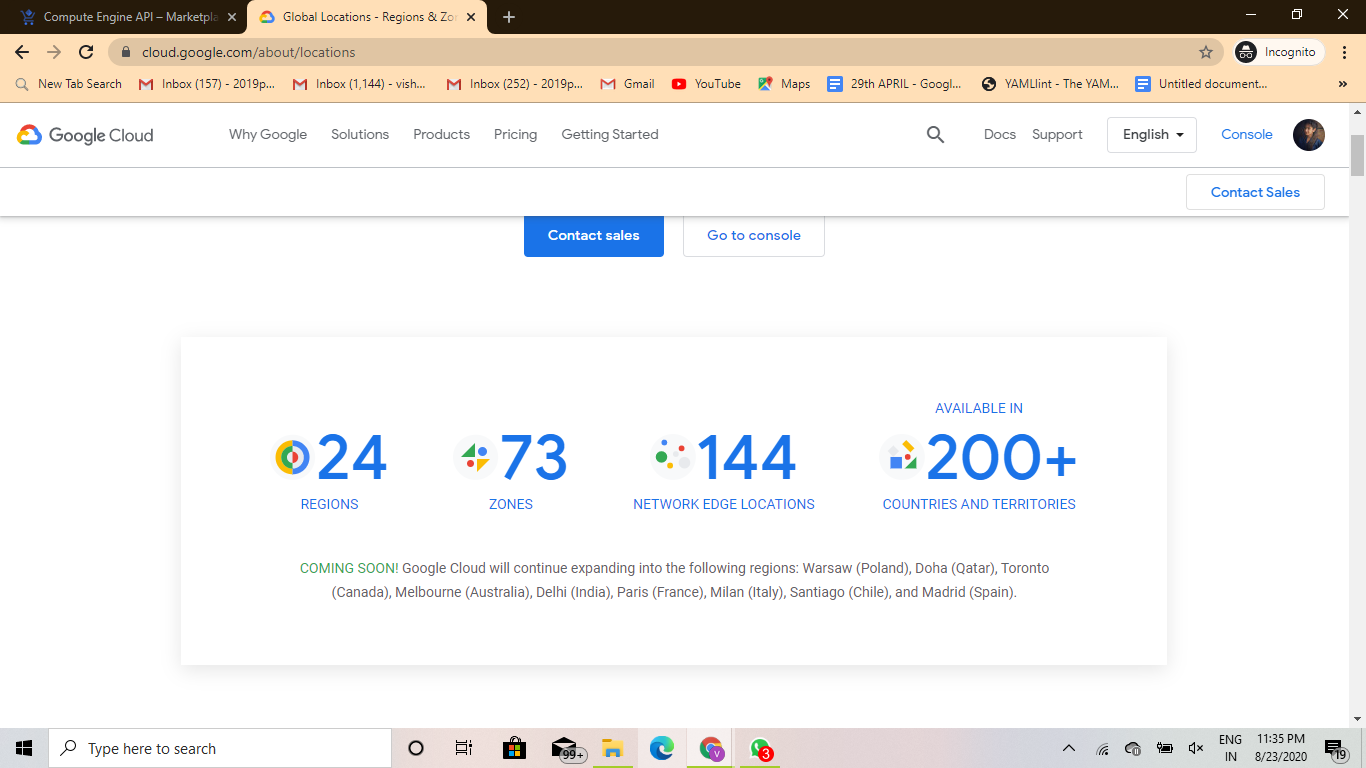 Compute Engine API – Marketpla
Global Locations - Regions & Zon
cloud.google.com/about/locations
Incognito
New Tab Search
Inbox (157) - 2019p...
Inbox (1,144) - vish...
Inbox (252) - 2019p...
Gmail
YouTube
Maps
29th APRIL - Googl...
YAMLlint - The YAM...
Untitled document...
Google Cloud
Why Google
Solutions
Products
Pricing
Getting Started
Docs
Support
English
Console
Contact Sales
Contact sales
Go to console
AVAILABLE IN
24
73
144
200+
REGIONS
ZONES
NETWORK EDGE LOCATIONS
COUNTRIES AND TERRITORIES
COMING SOON! Google Cloud will continue expanding into the following regions: Warsaw (Poland), Doha (Qatar), Toronto
(Canada), Melbourne (Australia), Delhi (India), Paris (France), Milan (Italy), Santiago (Chile), and Madrid (Spain).
Type here to search
99+
V
3
ENG
IN
11:35 PM
8/23/2020
19